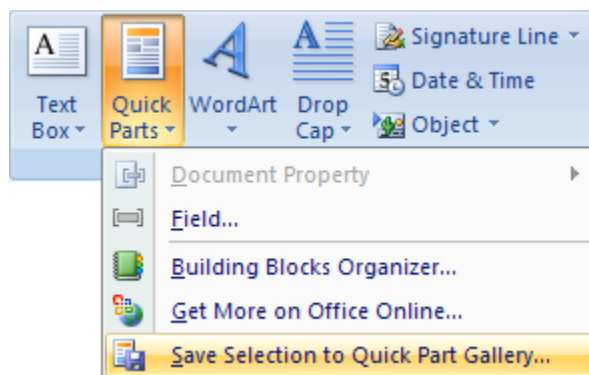 A
Text
Box
Quick
Parts
WordArt
Drop
Cap
Signature Line
Date & Time
Object
Document Property
Field...
Building Blocks Organizer...
Get More on Office Online...
Save Selection to Quick Part Gallery...